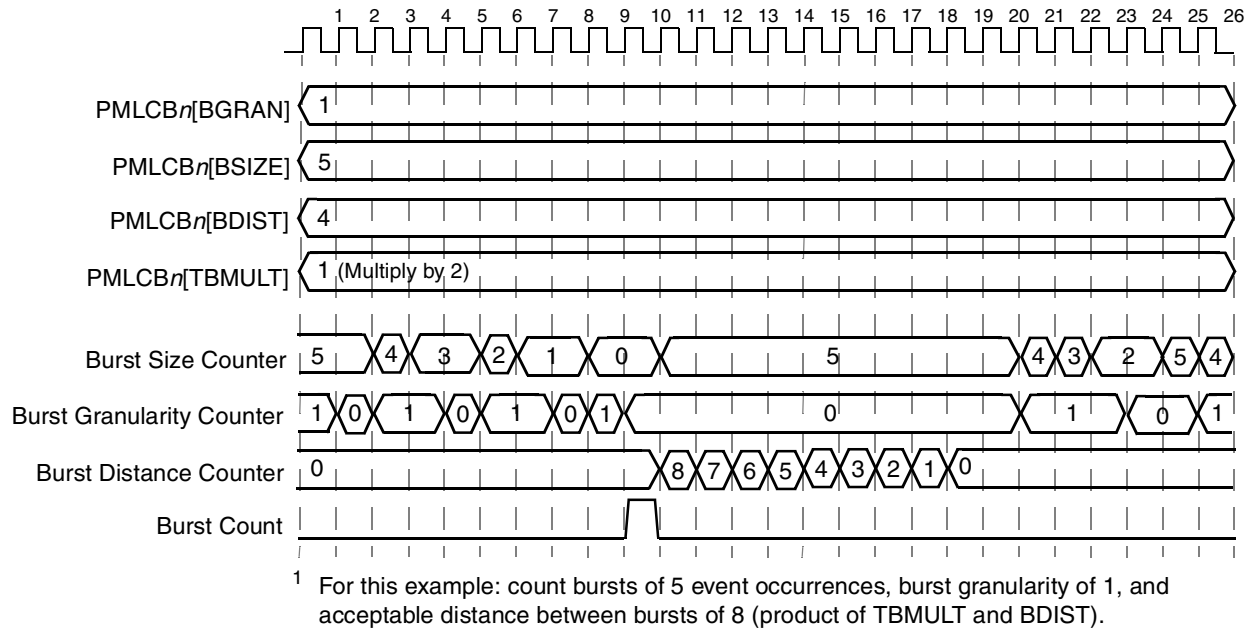 1 2 3 4 5 6 7 8 9 10 11 12 13 14 15 16 17 18 19 20 21 22 23 24 25 26
PMLCBn[BGRAN] 1
PMLCBn[BSIZE] 5
PMLCBn[BDIST] 4
PMLCBn[TBMULT] 1 (Multiply by 2)
Burst Size Counter 5 4 3 2 1 0 5 4 3 2 5 4
Burst Granularity Counter 1 0 1 0 1 0 1 0 1 0 1
Burst Distance Counter 0 8 7 6 5 4 3 2 1 0
Burst Count
1 For this example: count bursts of 5 event occurrences, burst granularity of 1, and
acceptable distance between bursts of 8 (product of TBMULT and BDIST).